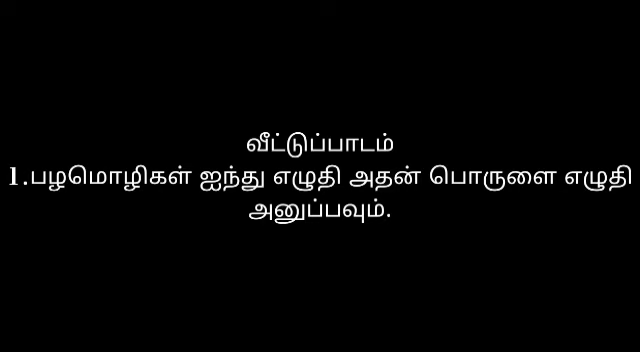 வீட்டுப்பாடம்
1.பழமொழிகள் ஐந்து எழுதி அதன் பொருளை எழுதி
அனுப்பவும்.